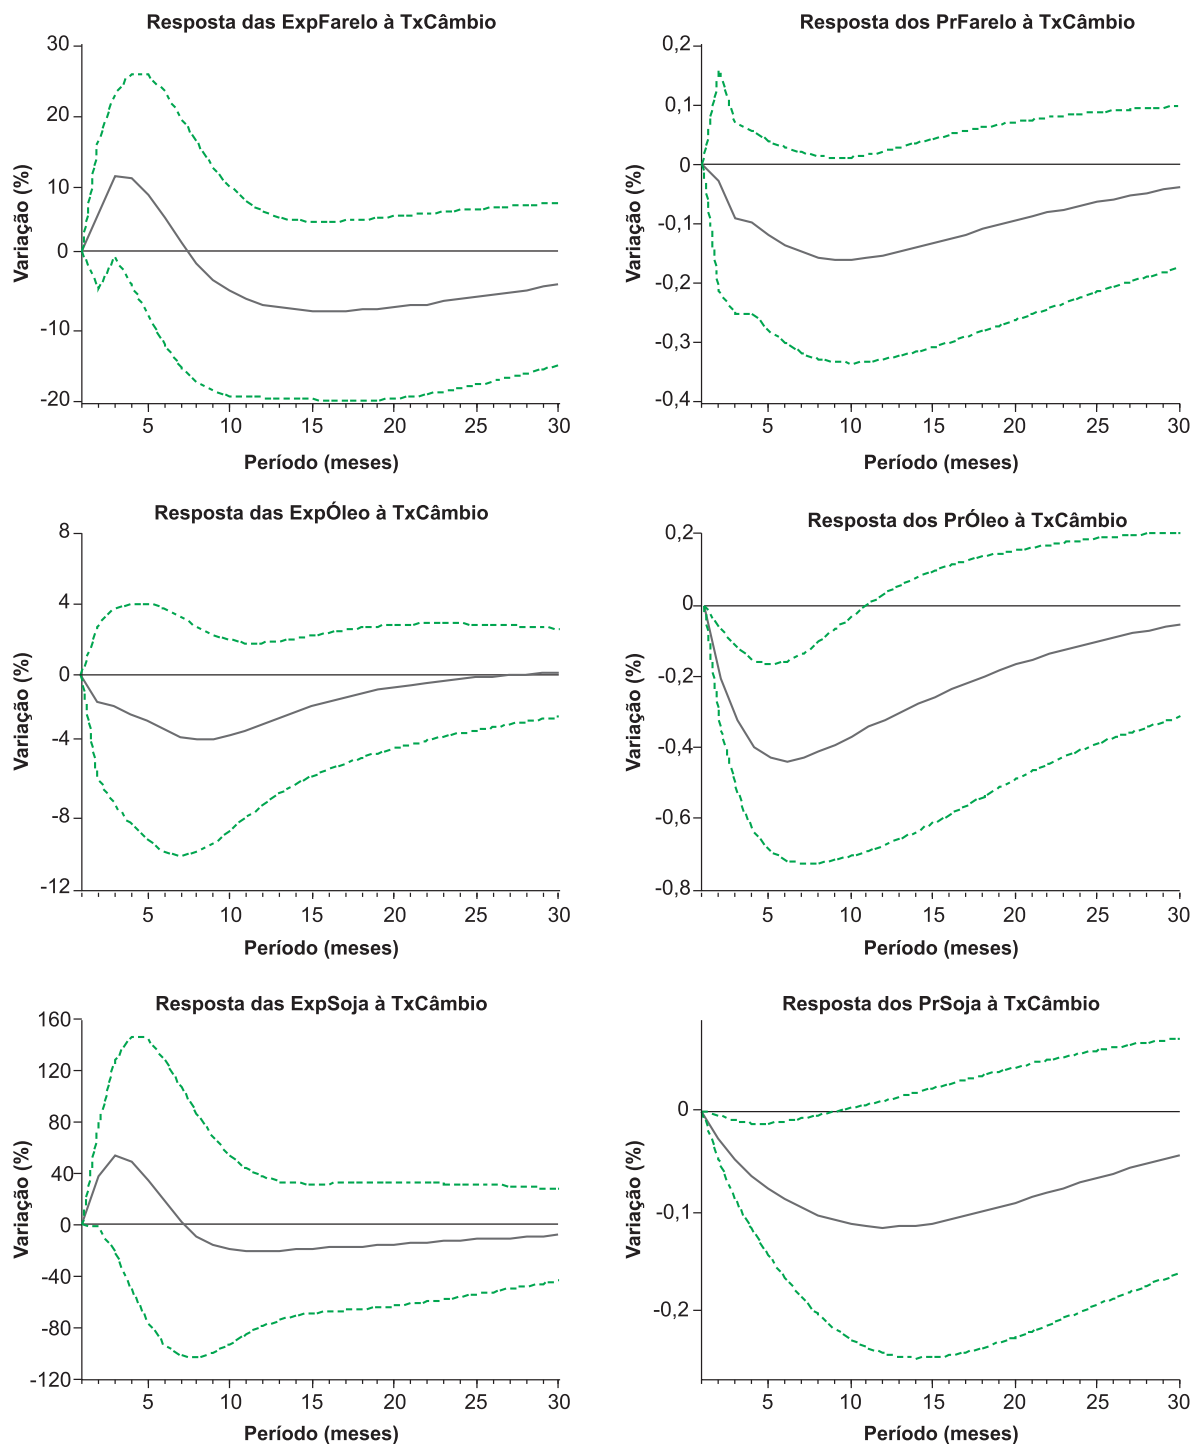 Resposta das ExpFarelo à TxCâmbio
30
20
10
0
-10
-20
Variação (%)
5 10 15 20 25 30
Período (meses)
Resposta dos PrFarelo à TxCâmbio
0,2
0,1
0
-0,1
-0,2
-0,3
-0,4
Variação (%)
5 10 15 20 25 30
Período (meses)
Resposta das ExpÓleo à TxCâmbio
8
4
0
-4
-8
-12
Variação (%)
5 10 15 20 25 30
Período (meses)
Resposta dos PrÓleo à TxCâmbio
0,2
0
-0,2
-0,4
-0,6
-0,8
Variação (%)
5 10 15 20 25 30
Período (meses)
Resposta das ExpSoja à TxCâmbio
160
120
80
40
0
-40
-80
-120
Variação (%)
5 10 15 20 25 30
Período (meses)
Resposta dos PrSoja à TxCâmbio
0
-0,1
-0,2
Variação (%)
5 10 15 20 25 30
Período (meses)